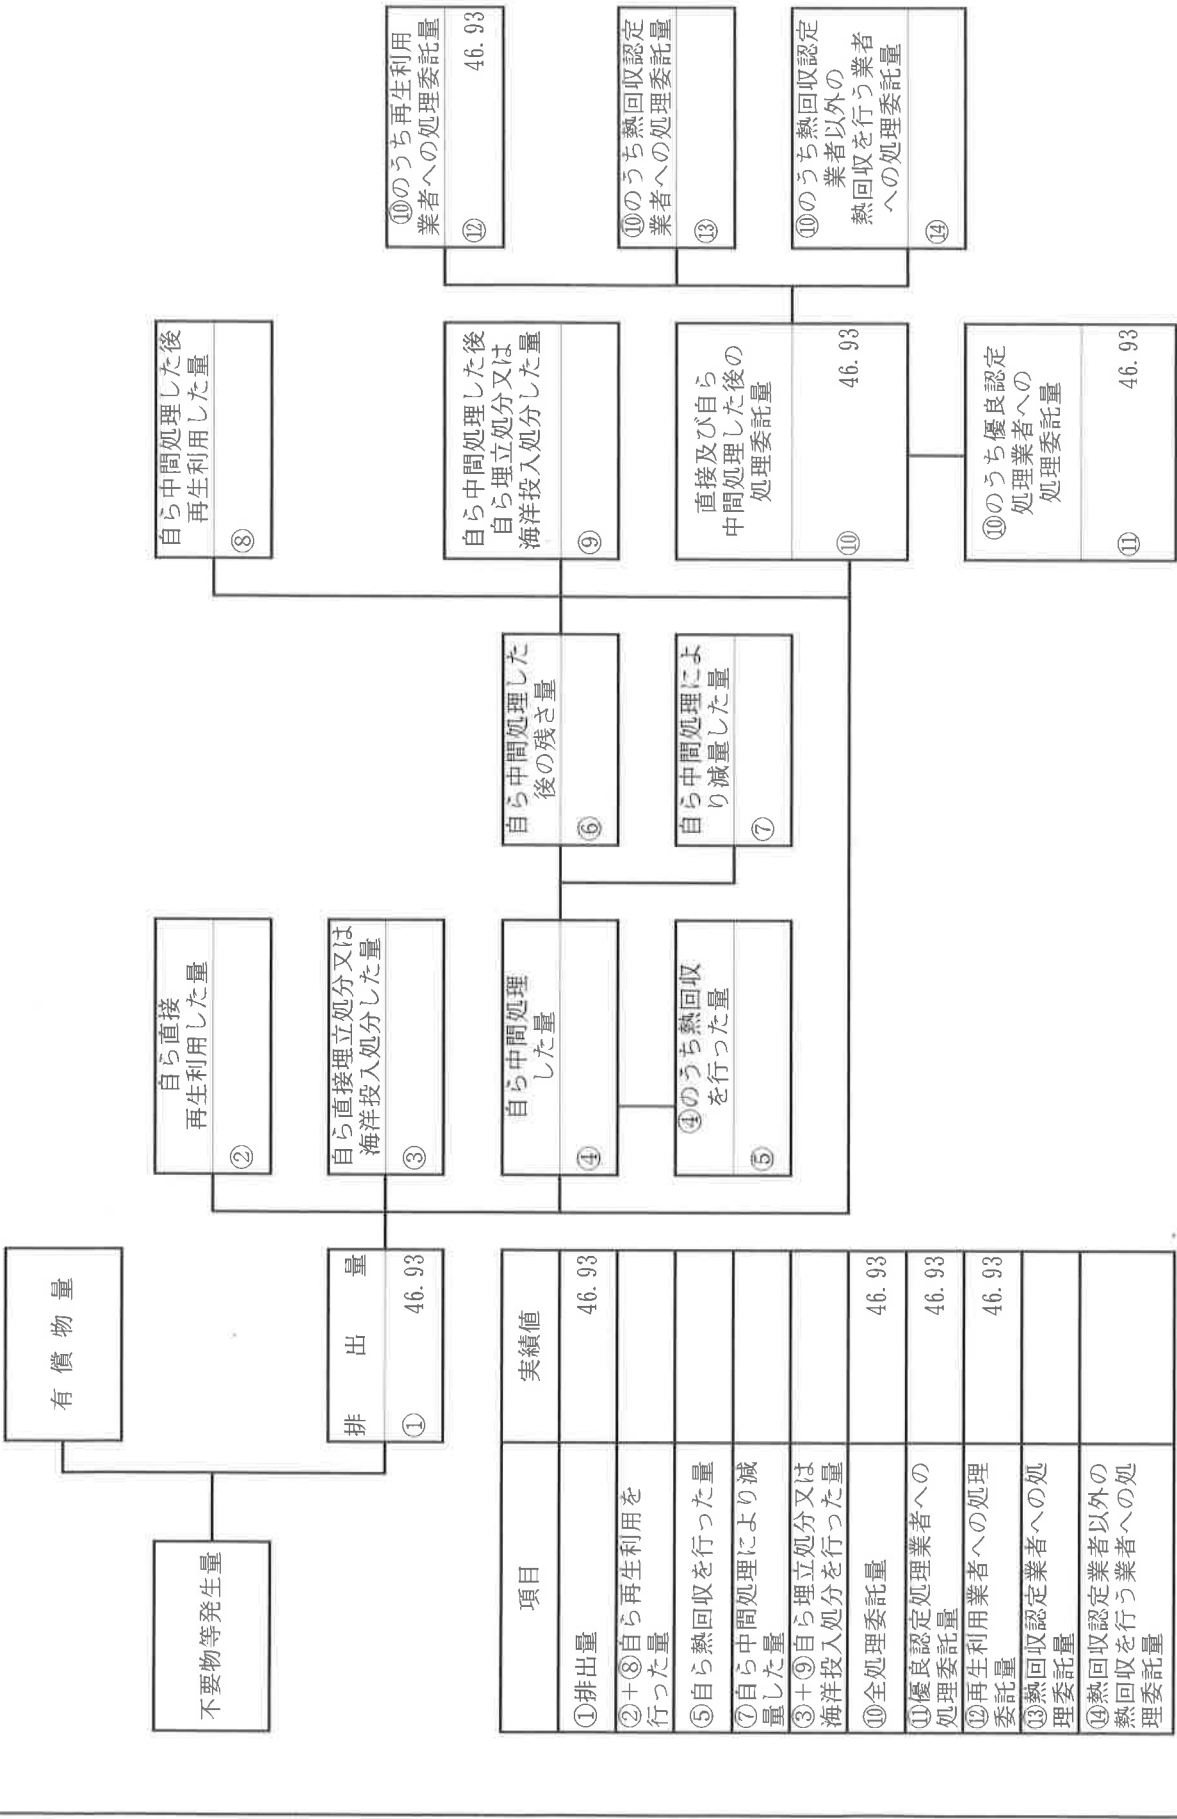 不要物等発生量
有償物量
排出量
① 46.93
自ら直接
再生利用した量
②
自ら直接埋立処分又は
海洋投入処分した量
③
自ら中間処理
した量
④
④のうち熱回収
を行った量
⑤
自ら中間処理した
後の残さ量
⑥
自ら中間処理によ
り減量した量
⑦
自ら中間処理した後
再生利用した量
⑧
自ら中間処理した後
自ら埋立処分又は
海洋投入処分した量
⑨
直接及び自ら
中間処理した後の
処理委託量
⑩ 46.93
⑩のうち優良認定
処理業者への
処理委託量
⑪ 46.93
⑩のうち再生利用
業者への処理委託量
⑫ 46.93
⑩のうち熱回収認定
業者への処理委託量
⑬
⑩のうち熱回収認定
業者以外の
熱回収を行う業者
への処理委託量
⑭
項目 実績値
①排出量 46.93
②+⑧自ら再生利用を
行った量
⑤自ら熱回収を行った量
⑦自ら中間処理により減
量した量
③+⑨自ら埋立処分又は
海洋投入処分を行った量
⑩全処理委託量 46.93
⑪優良認定処理業者への
処理委託量 46.93
⑫再生利用業者への処理
委託量 46.93
⑬熱回収認定業者への処
理委託量
⑭熱回収認定業者以外の
熱回収を行う業者への処
理委託量